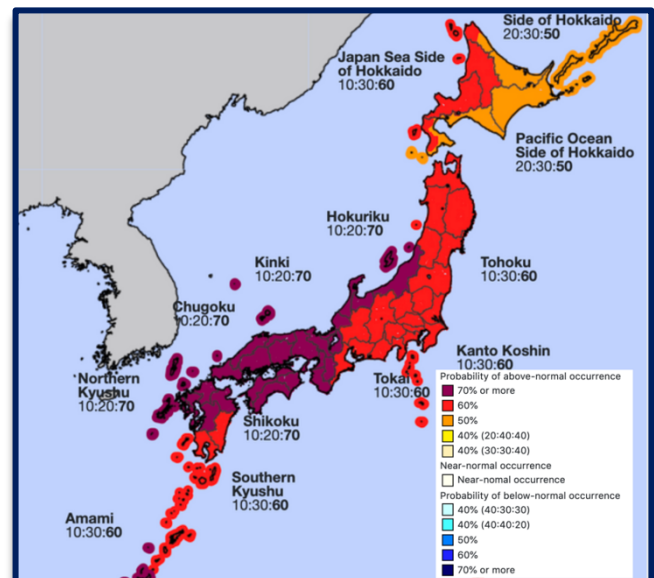 Side of Hokkaido
20:30:50
Japan Sea Side
of Hokkaido
10:30:60
Pacific Ocean
Side of Hokkaido
20:30:50
Hokuriku
10:20:70
Kinki
10:20:70
Tohoku
10:30:60
Chugoku
10:20:70
Kanto Koshin
10:30:60
Northern
Kyushu
10:20:70
Tokai
10:30:60
Shikoku
10:20:70
Southern
Kyushu
10:30:60
Amami
10:30:60
Probability of above-normal occurrence
70% or more
60%
50%
40% (20:40:40)
40% (30:30:40)
Near-normal occurrence
Near-nomal occurrence
Probability of below-normal occurrence
40% (40:30:30)
40% (40:40:20)
50%
60%
70% or more